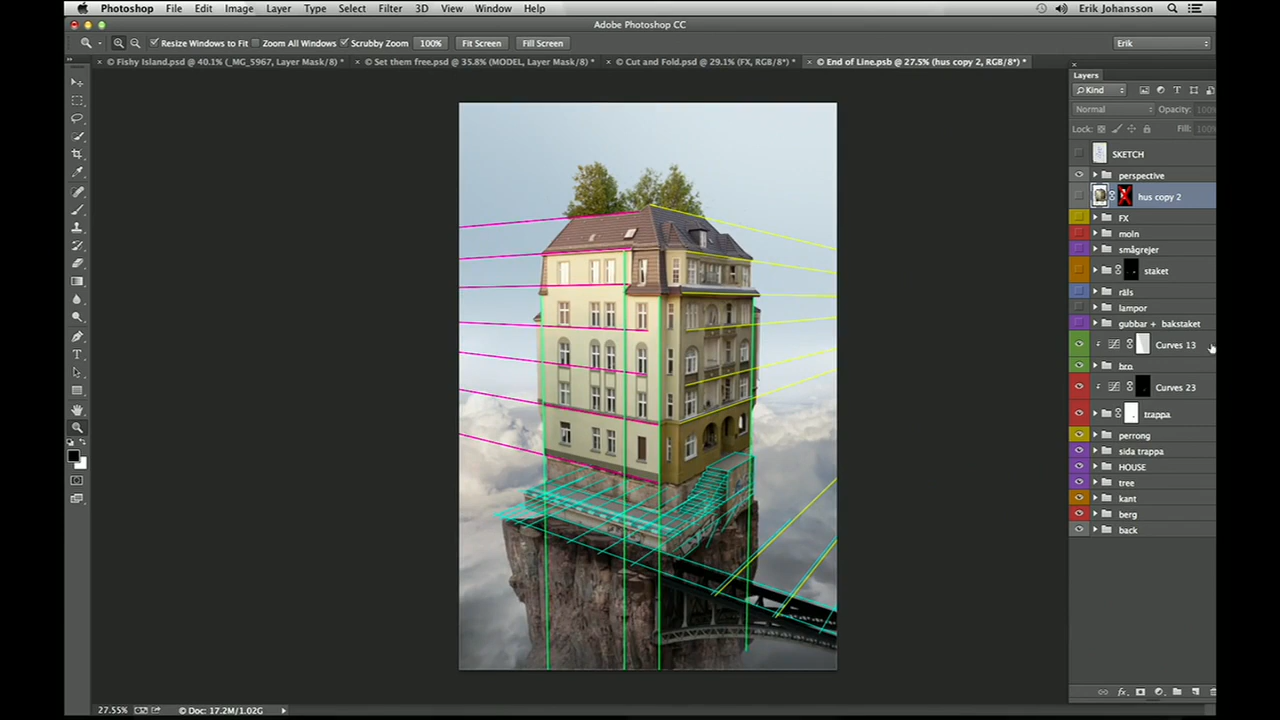 Photoshop File Edit Image Layer Type Select Filter 3D View Window Help Erik Johansson
Adobe Photoshop CC
Resize Windows to Fit Zoom All Windows Scrubby Zoom 100% Fit Screen Fill Screen Erik
× © Fishy Island.psd @ 40.1% (_MG_5967, Layer Mask/8) * × © Set them free.psd @ 35.8% (MODEL, Layer Mask/8) * × © Cut and Fold.psd @ 29.1% (FX, RGB/8*) * × © End of Line.psb @ 27.5% (hus copy 2, RGB/8*) *
Layers
Kind
Normal Opacity: 100%
Lock: Fill: 100%
SKETCH
perspective
hus copy 2
FX
moln
smågrejer
staket
räls
lampor
gubbar + bakstaket
Curves 13
bro
Curves 23
trappa
perrong
sida trappa
HOUSE
tree
kant
berg
back
27.55% © Doc: 17.2M/1.02G